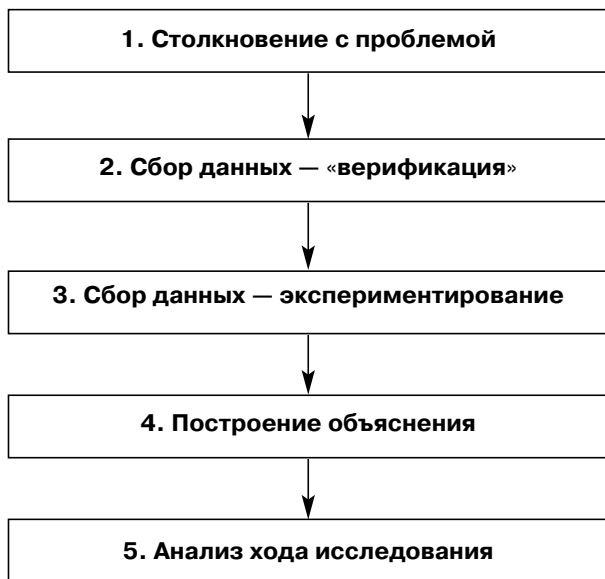 1. Столкновение с проблемой
2. Сбор данных — «верификация»
3. Сбор данных — экспериментирование
4. Построение объяснения
5. Анализ хода исследования